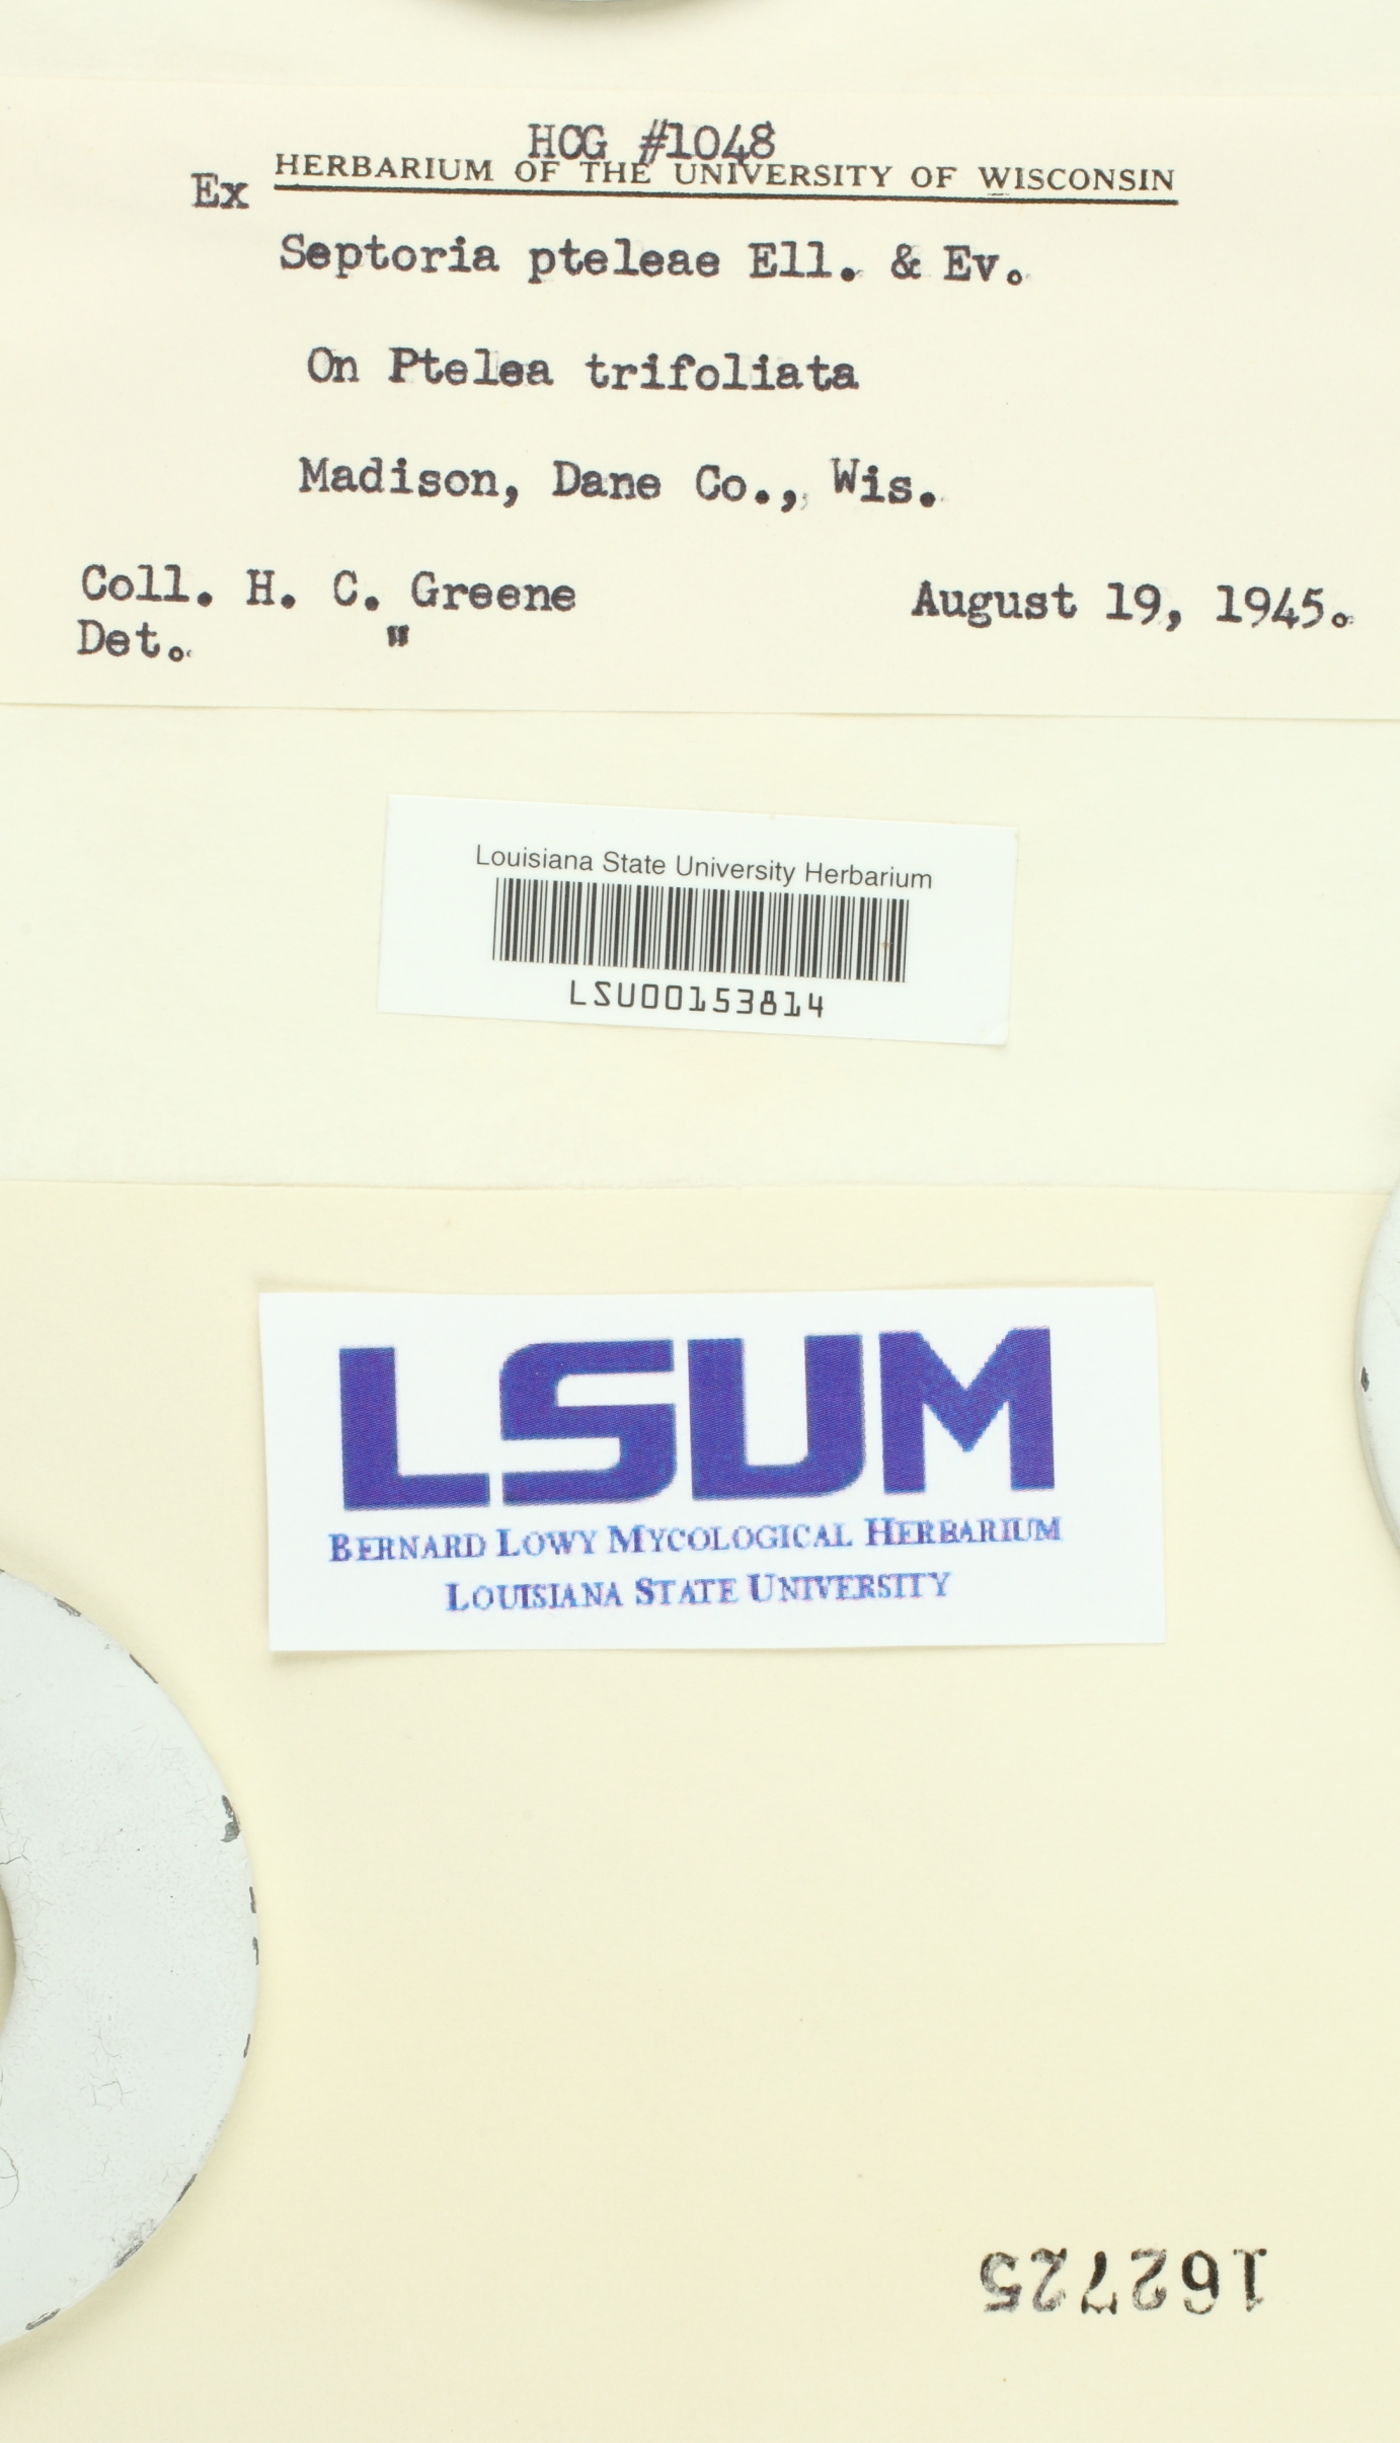 HCG #1048
Ex HERBARIUM OF THE UNIVERSITY OF WISCONSIN
Septoria pteleae Ell. & Ev.
On Ptelea trifoliata
Madison, Dane Co., Wis.
Coll. H. C. Greene August 19, 1945.
Det. "
Louisiana State University Herbarium
LSU00153814
LSUM
BERNARD LOWY MYCOLOGICAL HERBARIUM
LOUISIANA STATE UNIVERSITY
162725